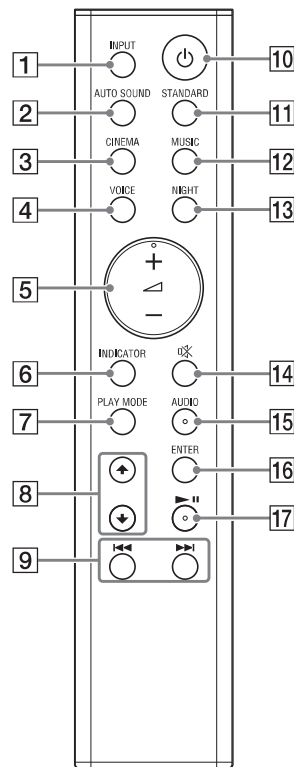 INPUT
1
10
AUTO SOUND
STANDARD
2
11
CINEMA
MUSIC
3
12
VOICE
NIGHT
4
13
+
5
−
INDICATOR
6
14
PLAY MODE
AUDIO
7
15
ENTER
8
16
17
9